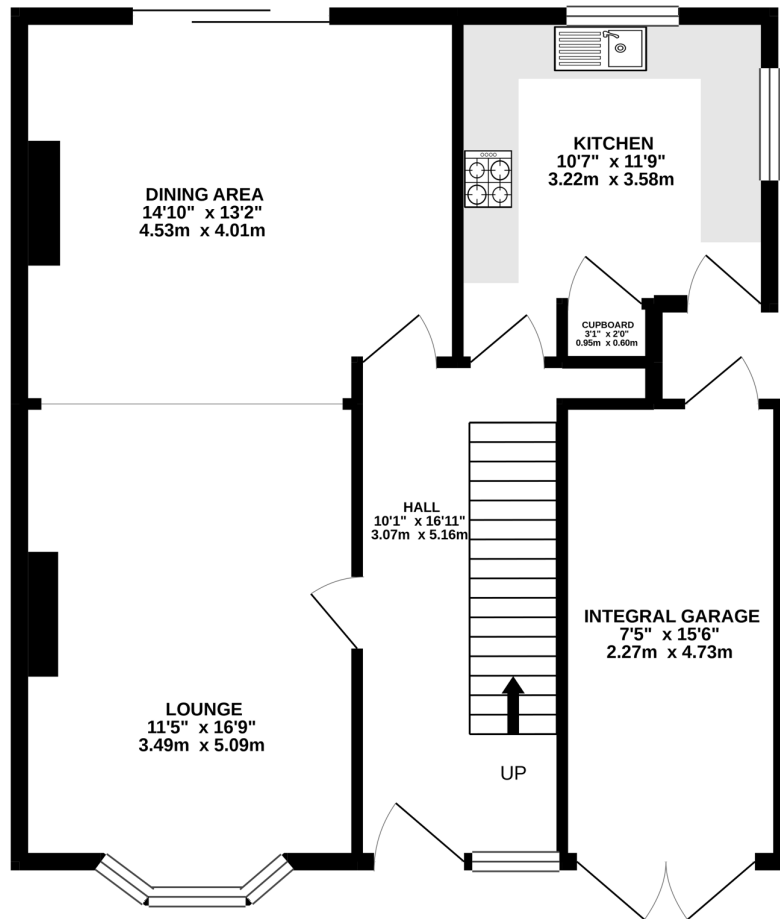 KITCHEN
10'7" x 11'9"
3.22m x 3.58m
DINING AREA
14'10" x 13'2"
4.53m x 4.01m
CUPBOARD
3'1" x 2'0"
0.95m x 0.60m
HALL
10'1" x 16'11"
3.07m x 5.16m
INTEGRAL GARAGE
7'5" x 15'6"
2.27m x 4.73m
LOUNGE
11'5" x 16'9"
3.49m x 5.09m
UP